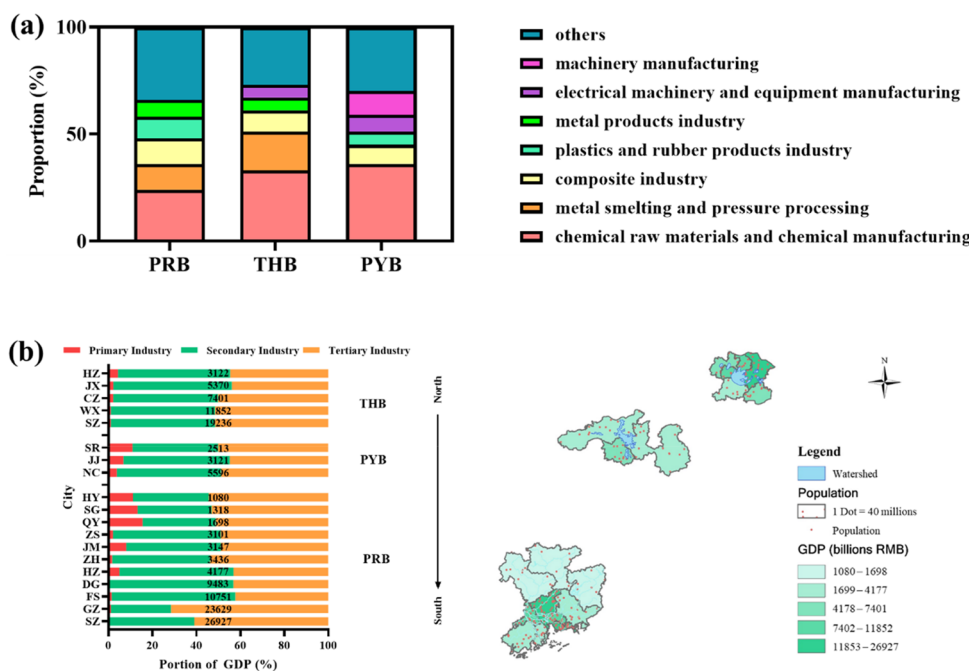 (a)
Proportion (%)
100
50
0
PRB
THB
PYB
others
machinery manufacturing
electrical machinery and equipment manufacturing
metal products industry
plastics and rubber products industry
composite industry
metal smelting and pressure processing
chemical raw materials and chemical manufacturing
(b)
Primary Industry Secondary Industry Tertiary Industry
City
HZ 3122
JX 5370
CZ 7401
WX 11852
SZ 19236
SR 2513
JJ 3121
NC 5596
HY 1080
SG 1318
QY 1698
ZS 3101
JM 3147
ZH 3436
HZ 4177
DG 9483
FS 10751
GZ 23629
SZ 26927
0 20 40 60 80 100
Portion of GDP (%)
THB
PYB
PRB
North
South
N
Legend
Watershed
Population
1 Dot = 40 millions
Population
GDP (billions RMB)
1080–1698
1699–4177
4178–7401
7402–11852
11853–26927